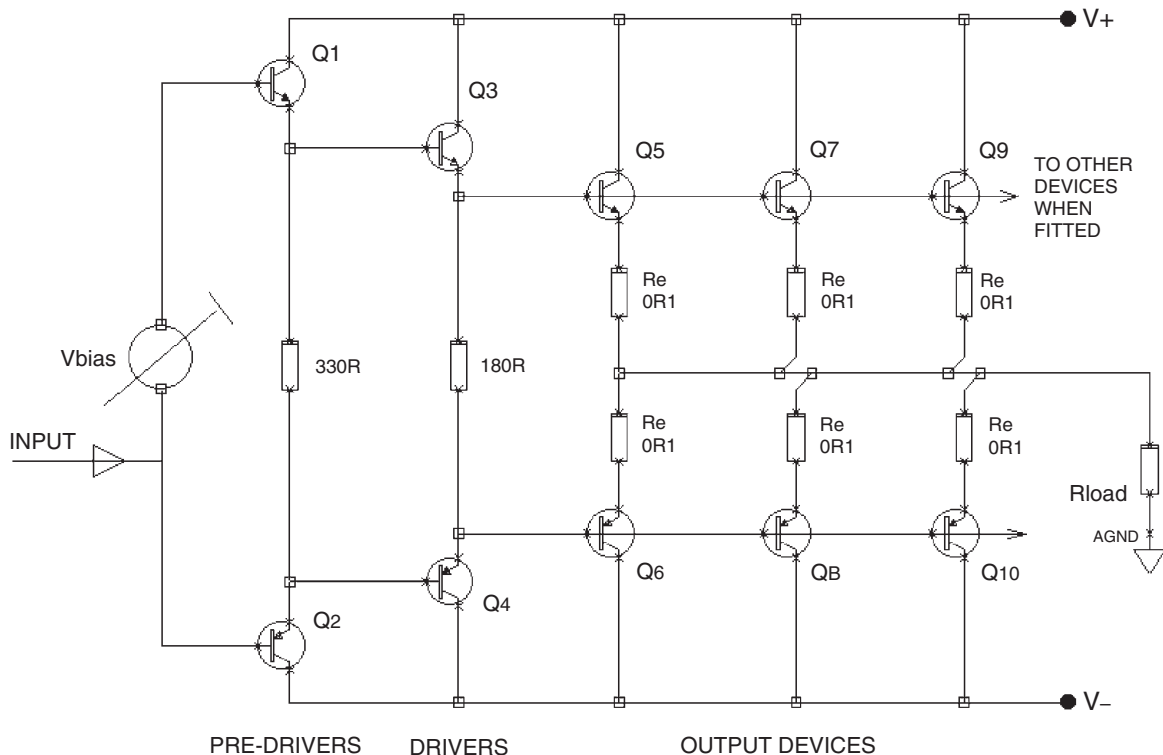 V+
Q1
Q3
Q5
Q7
Q9
TO OTHER
DEVICES
WHEN
FITTED
Re
0R1
Re
0R1
Re
0R1
Vbias
330R
180R
INPUT
Re
0R1
Re
0R1
Re
0R1
Rload
AGND
Q6
QB
Q10
Q4
Q2
V–
PRE-DRIVERS
DRIVERS
OUTPUT DEVICES